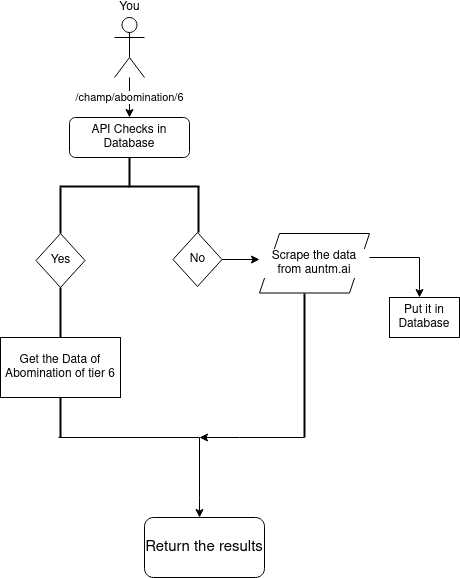 You
/champ/abomination/6
API Checks in
Database
Yes
No
Scrape the data
from auntm.ai
Put it in
Database
Get the Data of
Abomination of tier 6
Return the results